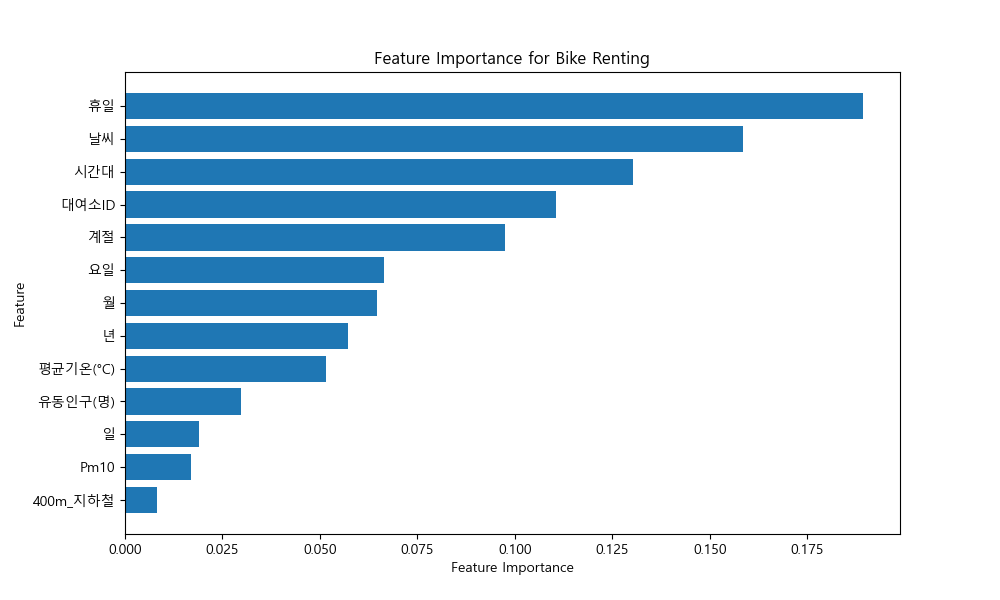 Feature Importance for Bike Renting
휴일
날씨
시간대
대여소ID
계절
요일
월
년
평균기온(°C)
유동인구(명)
일
Pm10
400m_지하철
Feature
0.000 0.025 0.050 0.075 0.100 0.125 0.150 0.175
Feature Importance